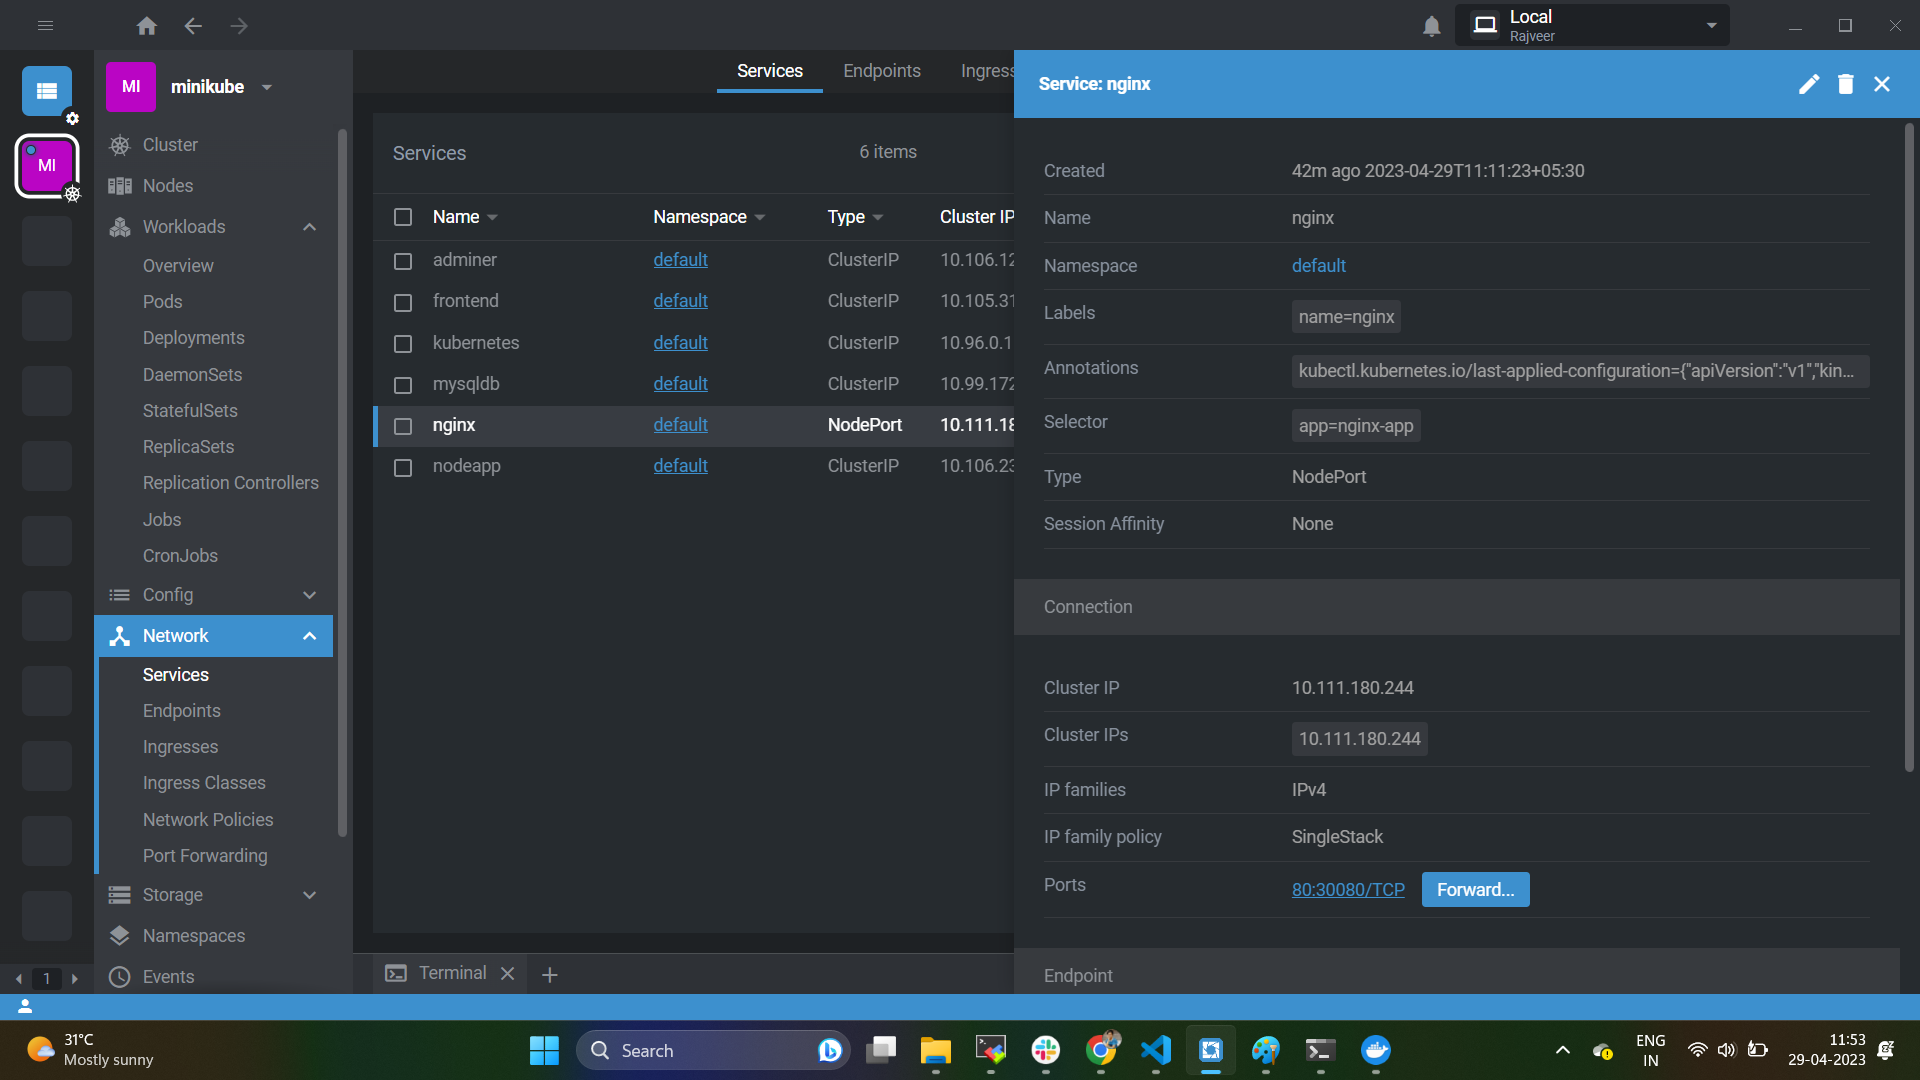 Local
Rajveer
MI
minikube
Services
Endpoints
Ingress
Service: nginx
MI
Cluster
Nodes
Workloads
Overview
Pods
Deployments
DaemonSets
StatefulSets
ReplicaSets
Replication Controllers
Jobs
CronJobs
Config
Network
Services
Endpoints
Ingresses
Ingress Classes
Network Policies
Port Forwarding
Storage
Namespaces
Events
1
Services
6 items
Name Namespace Type Cluster IP
adminer default ClusterIP 10.106.12
frontend default ClusterIP 10.105.31
kubernetes default ClusterIP 10.96.0.1
mysqldb default ClusterIP 10.99.172
nginx default NodePort 10.111.18
nodeapp default ClusterIP 10.106.23
Terminal
Created 42m ago 2023-04-29T11:11:23+05:30
Name nginx
Namespace default
Labels name=nginx
Annotations kubectl.kubernetes.io/last-applied-configuration={"apiVersion":"v1","kin...
Selector app=nginx-app
Type NodePort
Session Affinity None
Connection
Cluster IP 10.111.180.244
Cluster IPs 10.111.180.244
IP families IPv4
IP family policy SingleStack
Ports 80:30080/TCP Forward...
Endpoint
31°C
Mostly sunny
Search
ENG
IN
11:53
29-04-2023